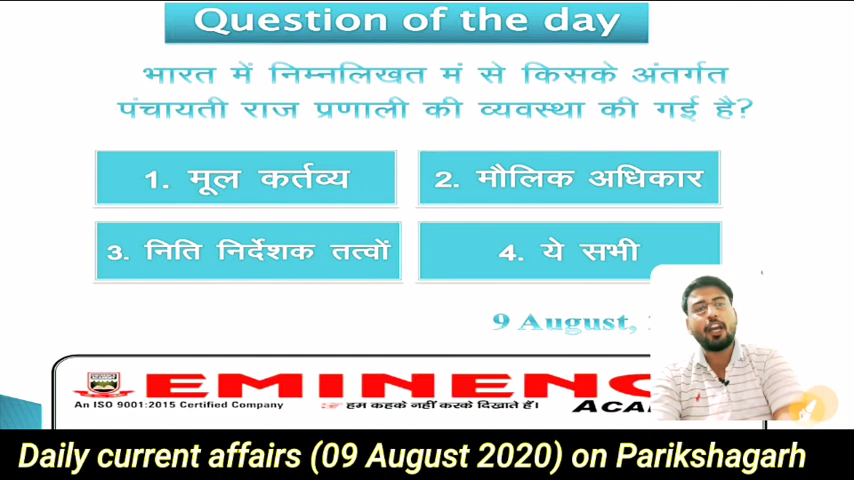 Question of the day
भारत में निम्नलिखत मं से किसके अंतर्गत
पंचायती राज प्रणाली की व्यवस्था की गई है?
1. मूल कर्तव्य
2. मौलिक अधिकार
3. निति निर्देशक तत्वों
4. ये सभी
9 August,
EMINENC
An ISO 9001:2015 Certified Company
हम कहके नहीं करके दिखाते हैं।
ACA
Daily current affairs (09 August 2020) on Parikshagarh